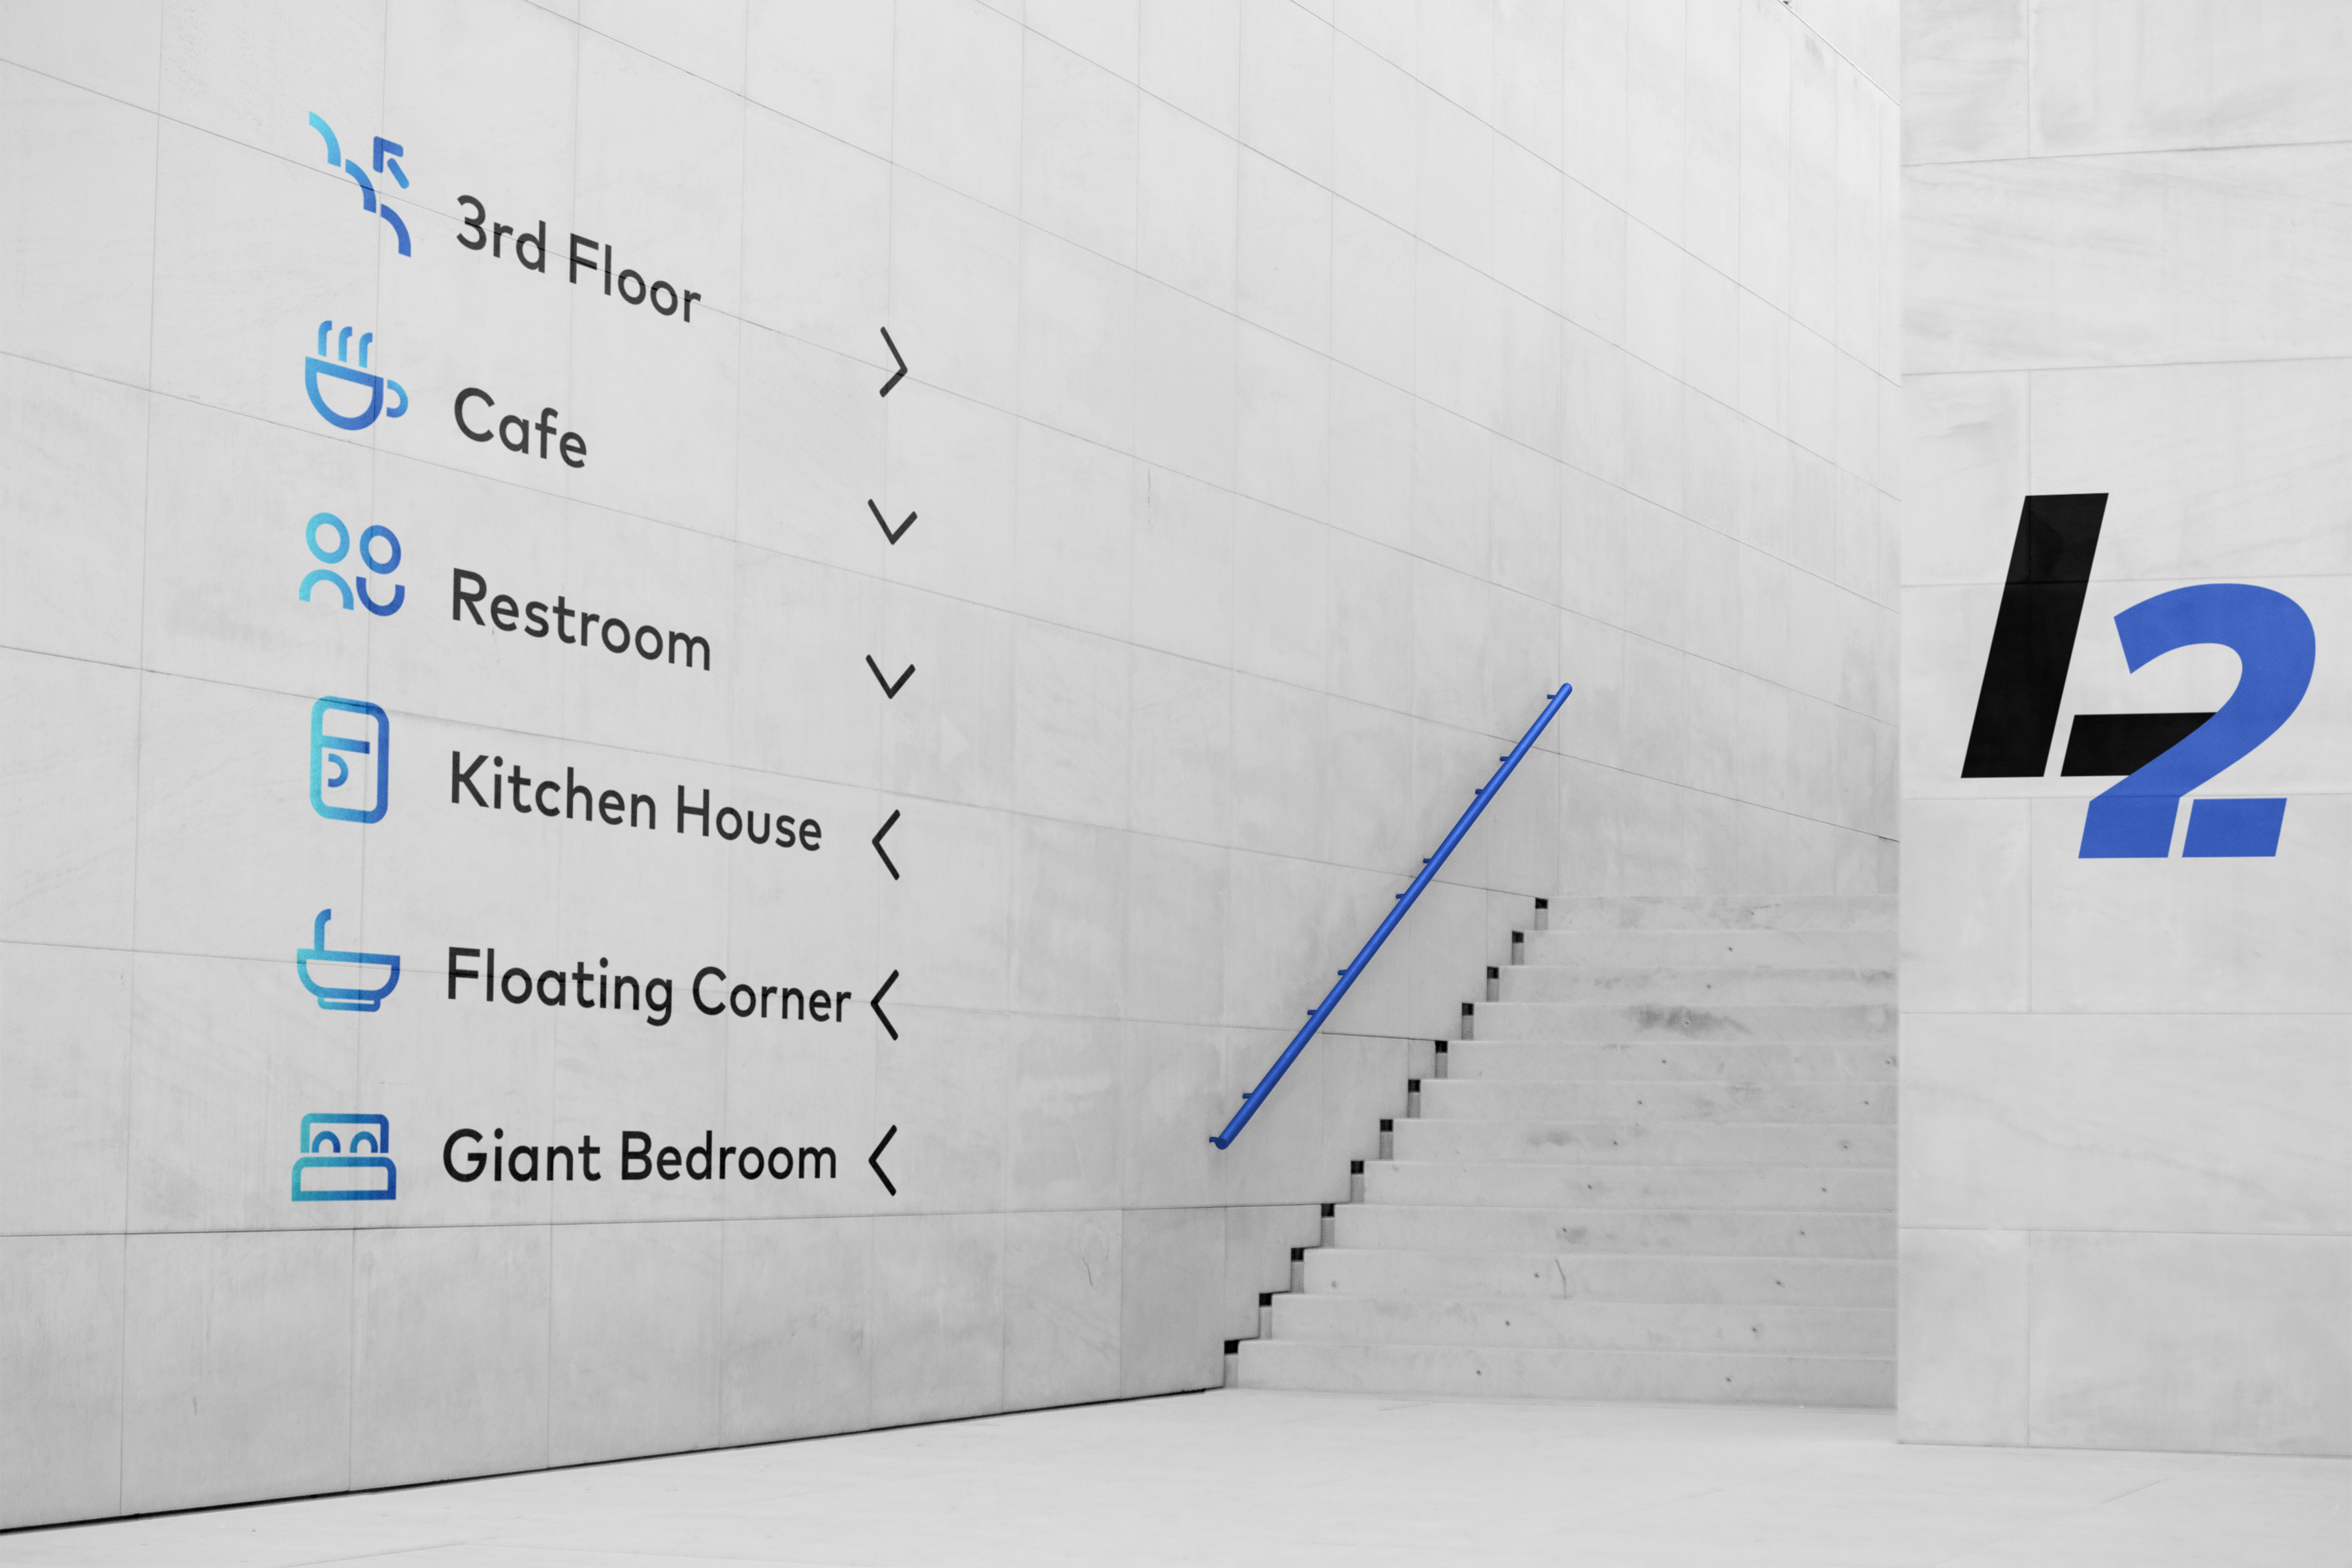 3rd Floor
Cafe
Restroom
Kitchen House
Floating Corner
Giant Bedroom
L2